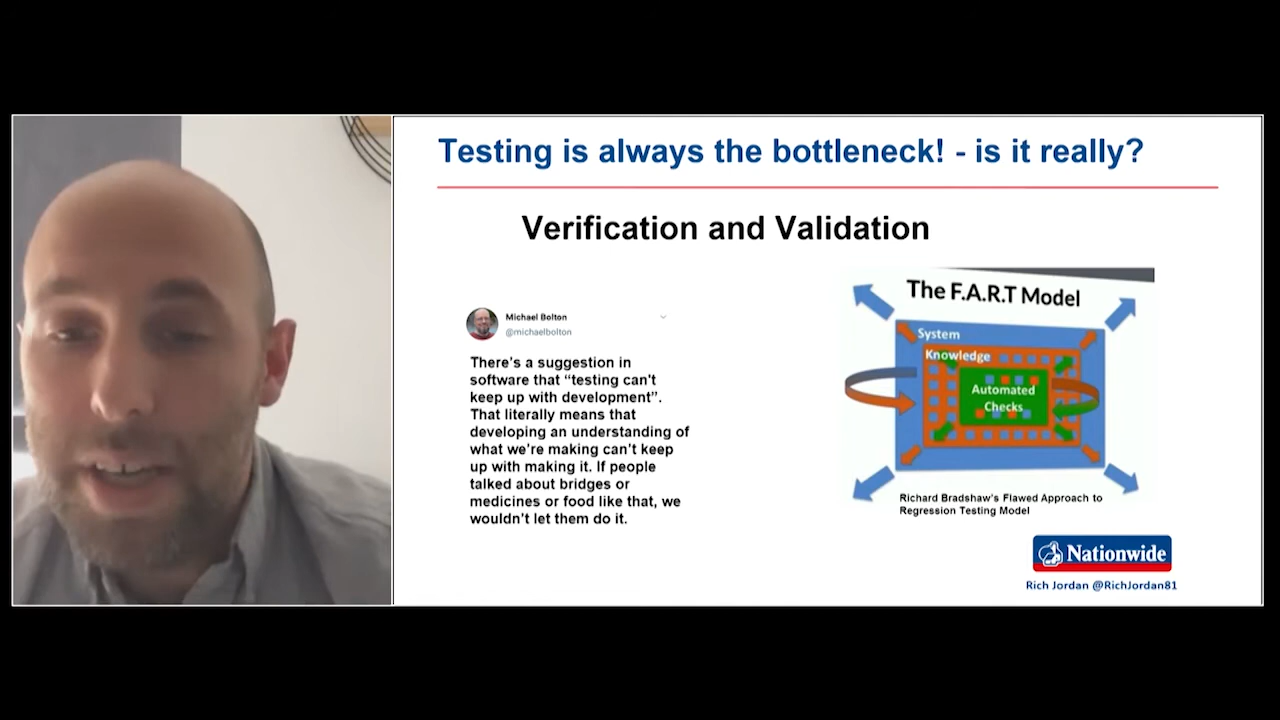 Testing is always the bottleneck! - is it really?
Verification and Validation
Michael Bolton
@michaelbolton
There's a suggestion in
software that “testing can't
keep up with development”.
That literally means that
developing an understanding of
what we're making can't keep
up with making it. If people
talked about bridges or
medicines or food like that, we
wouldn't let them do it.
The F.A.R.T Model
System
Knowledge
Automated
Checks
Richard Bradshaw's Flawed Approach to
Regression Testing Model
Nationwide
Rich Jordan @RichJordan81